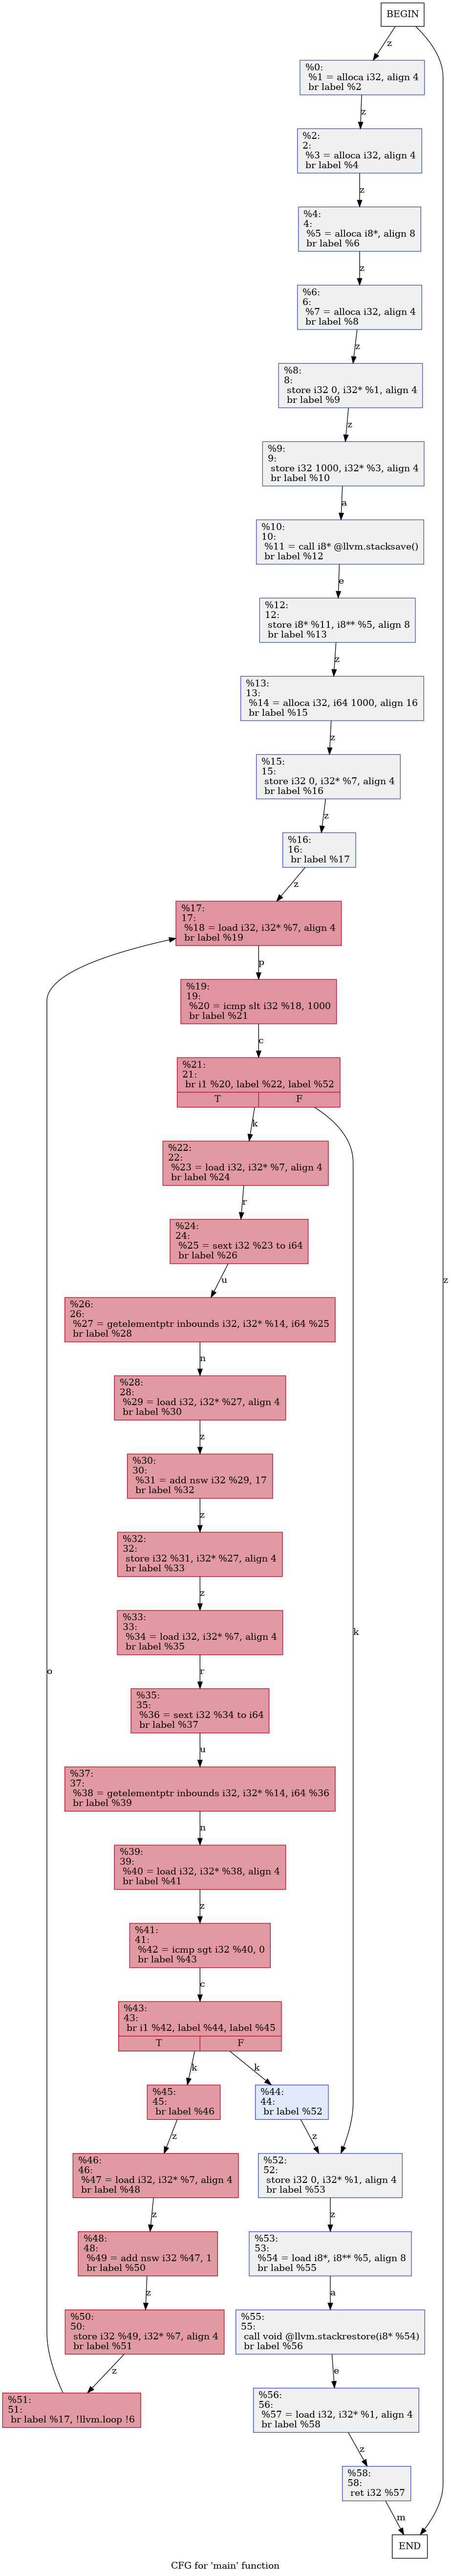 BEGIN
z
%0:
%1 = alloca i32, align 4
br label %2
z
%2:
2:
%3 = alloca i32, align 4
br label %4
z
%4:
4:
%5 = alloca i8*, align 8
br label %6
z
%6:
6:
%7 = alloca i32, align 4
br label %8
z
%8:
8:
store i32 0, i32* %1, align 4
br label %9
z
%9:
9:
store i32 1000, i32* %3, align 4
br label %10
a
%10:
10:
%11 = call i8* @llvm.stacksave()
br label %12
e
%12:
12:
store i8* %11, i8** %5, align 8
br label %13
z
%13:
13:
%14 = alloca i32, i64 1000, align 16
br label %15
z
%15:
15:
store i32 0, i32* %7, align 4
br label %16
z
%16:
16:
br label %17
z
%17:
17:
%18 = load i32, i32* %7, align 4
br label %19
p
%19:
19:
%20 = icmp slt i32 %18, 1000
br label %21
c
%21:
21:
br i1 %20, label %22, label %52
T F
k
%22:
22:
%23 = load i32, i32* %7, align 4
br label %24
r
%24:
24:
%25 = sext i32 %23 to i64
br label %26
u
z
%26:
26:
%27 = getelementptr inbounds i32, i32* %14, i64 %25
br label %28
n
%28:
28:
%29 = load i32, i32* %27, align 4
br label %30
z
%30:
30:
%31 = add nsw i32 %29, 17
br label %32
z
%32:
32:
store i32 %31, i32* %27, align 4
br label %33
z
%33:
33:
%34 = load i32, i32* %7, align 4
br label %35
k
o
r
%35:
35:
%36 = sext i32 %34 to i64
br label %37
u
%37:
37:
%38 = getelementptr inbounds i32, i32* %14, i64 %36
br label %39
n
%39:
39:
%40 = load i32, i32* %38, align 4
br label %41
z
%41:
41:
%42 = icmp sgt i32 %40, 0
br label %43
c
%43:
43:
br i1 %42, label %44, label %45
T F
k
k
%45:
45:
br label %46
%44:
44:
br label %52
z
z
%46:
46:
%47 = load i32, i32* %7, align 4
br label %48
%52:
52:
store i32 0, i32* %1, align 4
br label %53
z
z
%48:
48:
%49 = add nsw i32 %47, 1
br label %50
%53:
53:
%54 = load i8*, i8** %5, align 8
br label %55
z
a
%50:
50:
store i32 %49, i32* %7, align 4
br label %51
%55:
55:
call void @llvm.stackrestore(i8* %54)
br label %56
z
e
%51:
51:
br label %17, !llvm.loop !6
%56:
56:
%57 = load i32, i32* %1, align 4
br label %58
z
%58:
58:
ret i32 %57
m
END
CFG for 'main' function